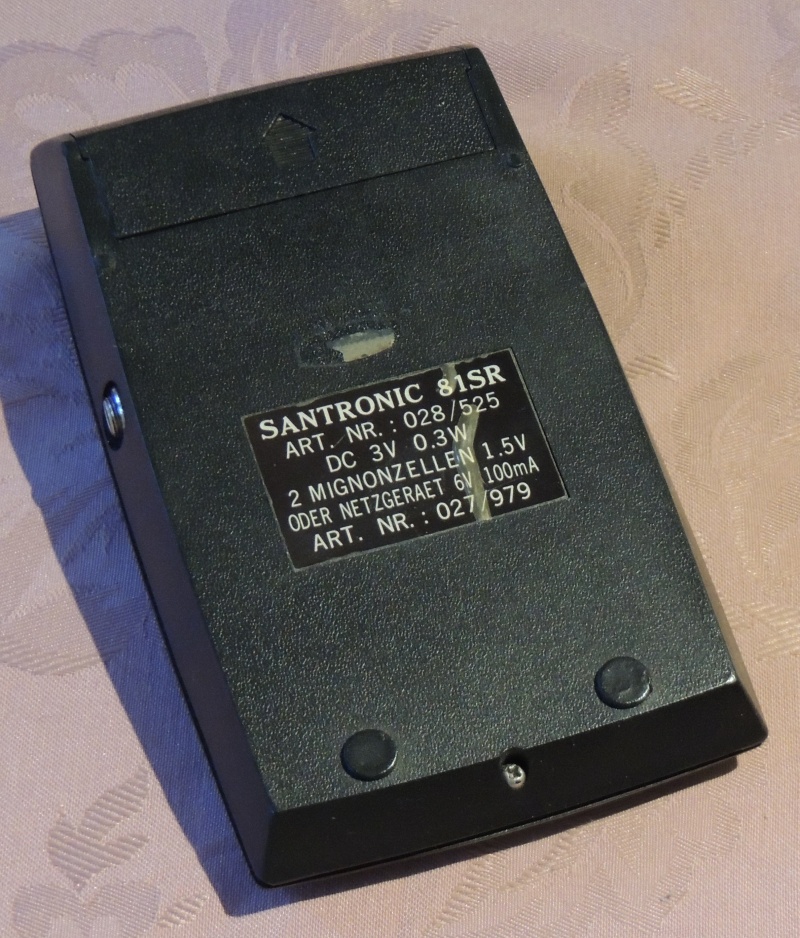 SANTRONIC 81SR
ART. NR.: 028/525
DC 3V 0.3W
2 MIGNONZELLEN 1.5V
ODER NETZGERAET 6V 100mA
ART. NR.: 027/979